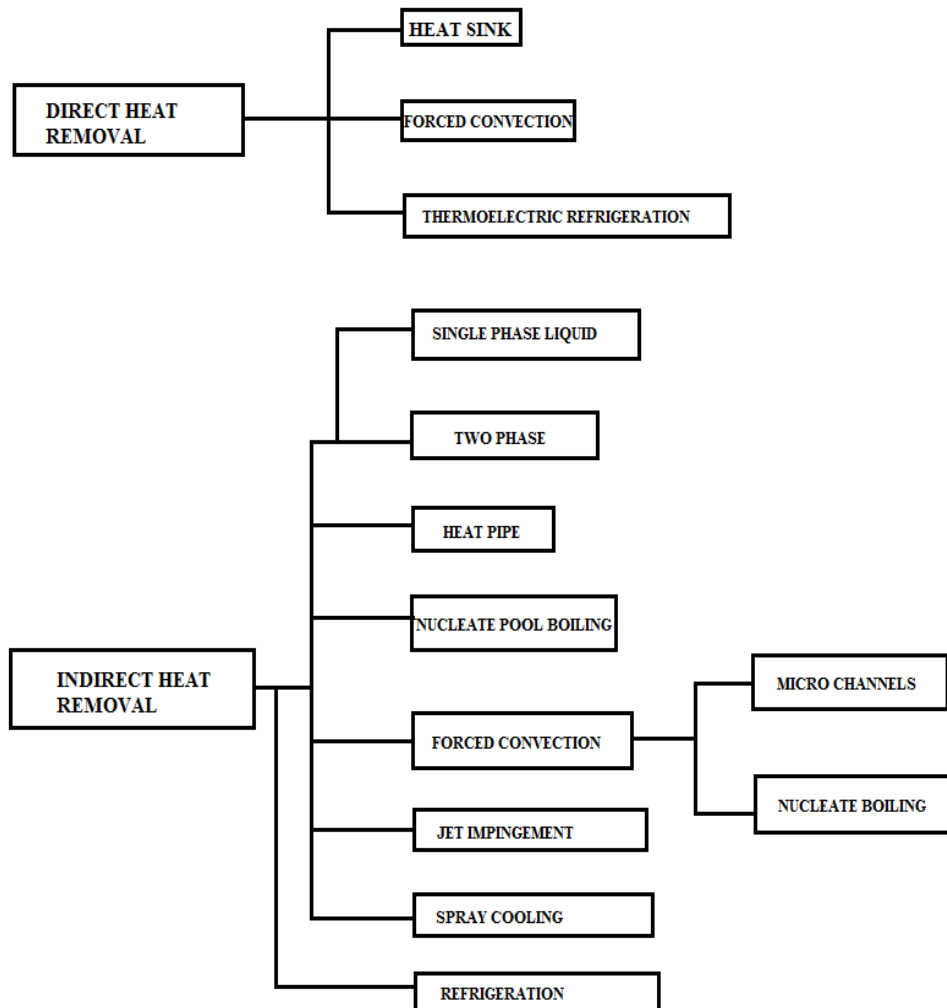 HEAT SINK
DIRECT HEAT
REMOVAL
FORCED CONVECTION
THERMOELECTRIC REFRIGERATION
SINGLE PHASE LIQUID
TWO PHASE
HEAT PIPE
NUCLEATE POOL BOILING
INDIRECT HEAT
REMOVAL
MICRO CHANNELS
FORCED CONVECTION
NUCLEATE BOILING
JET IMPINGEMENT
SPRAY COOLING
REFRIGERATION